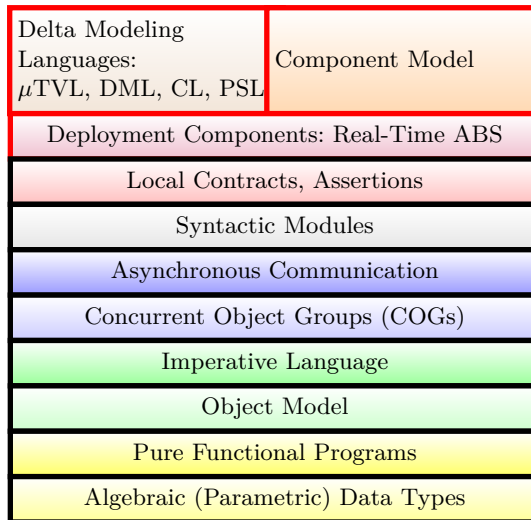 Delta Modeling
Languages:
μTVL, DML, CL, PSL
Component Model
Deployment Components: Real-Time ABS
Local Contracts, Assertions
Syntactic Modules
Asynchronous Communication
Concurrent Object Groups (COGs)
Imperative Language
Object Model
Pure Functional Programs
Algebraic (Parametric) Data Types